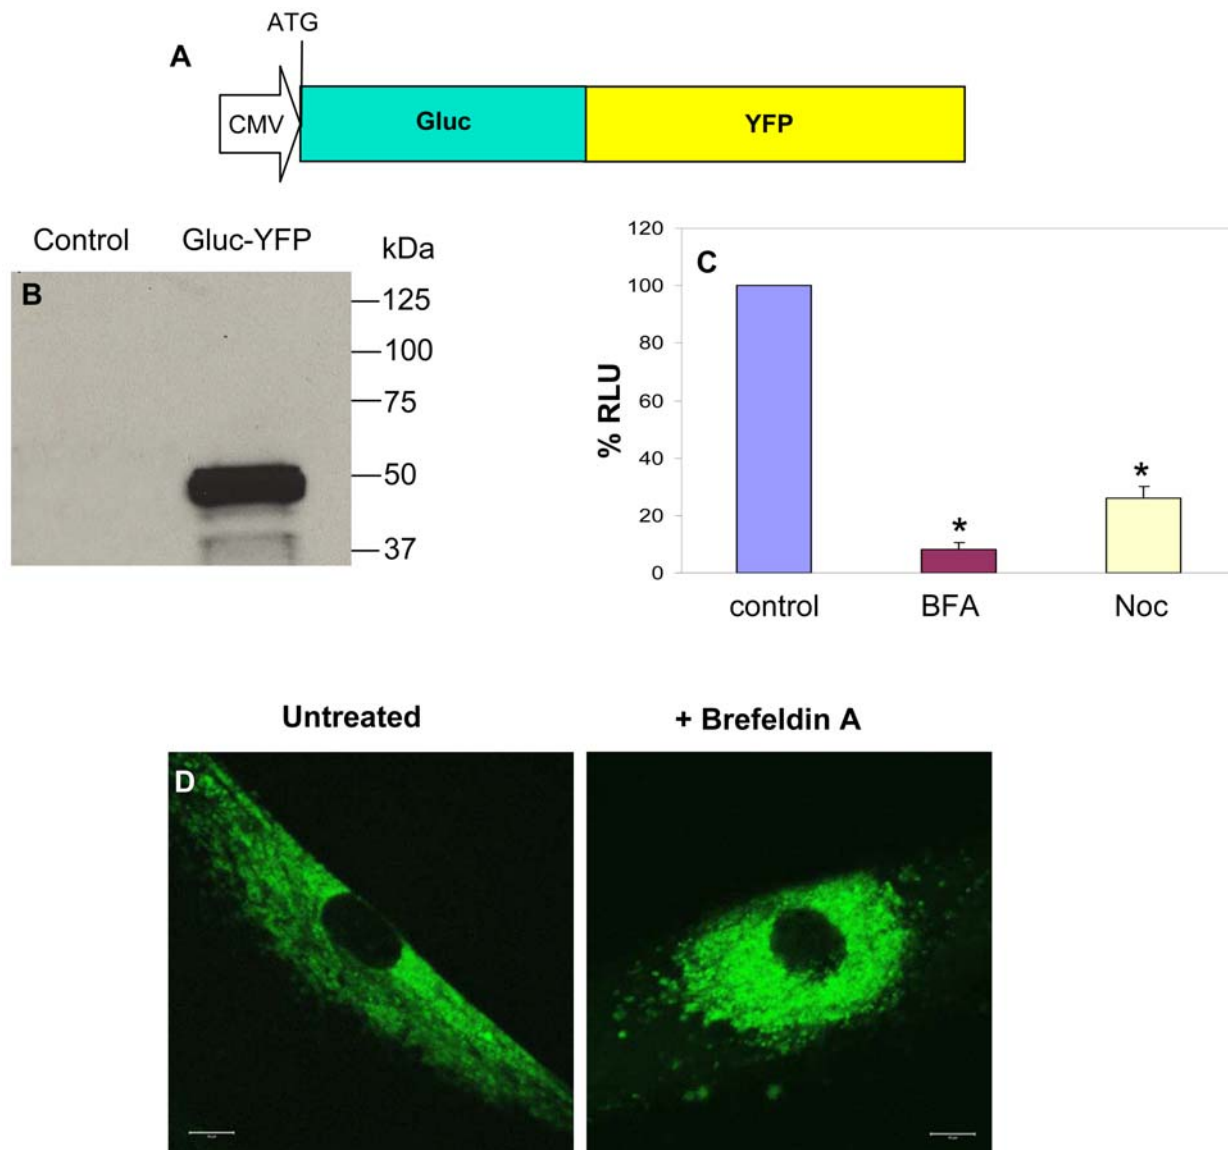 ATG
A
CMV
Gluc
YFP
Control Gluc-YFP kDa
B
125
100
75
50
37
C
% RLU
120
100
80
60
40
20
0
*
*
control BFA Noc
Untreated + Brefeldin A
D